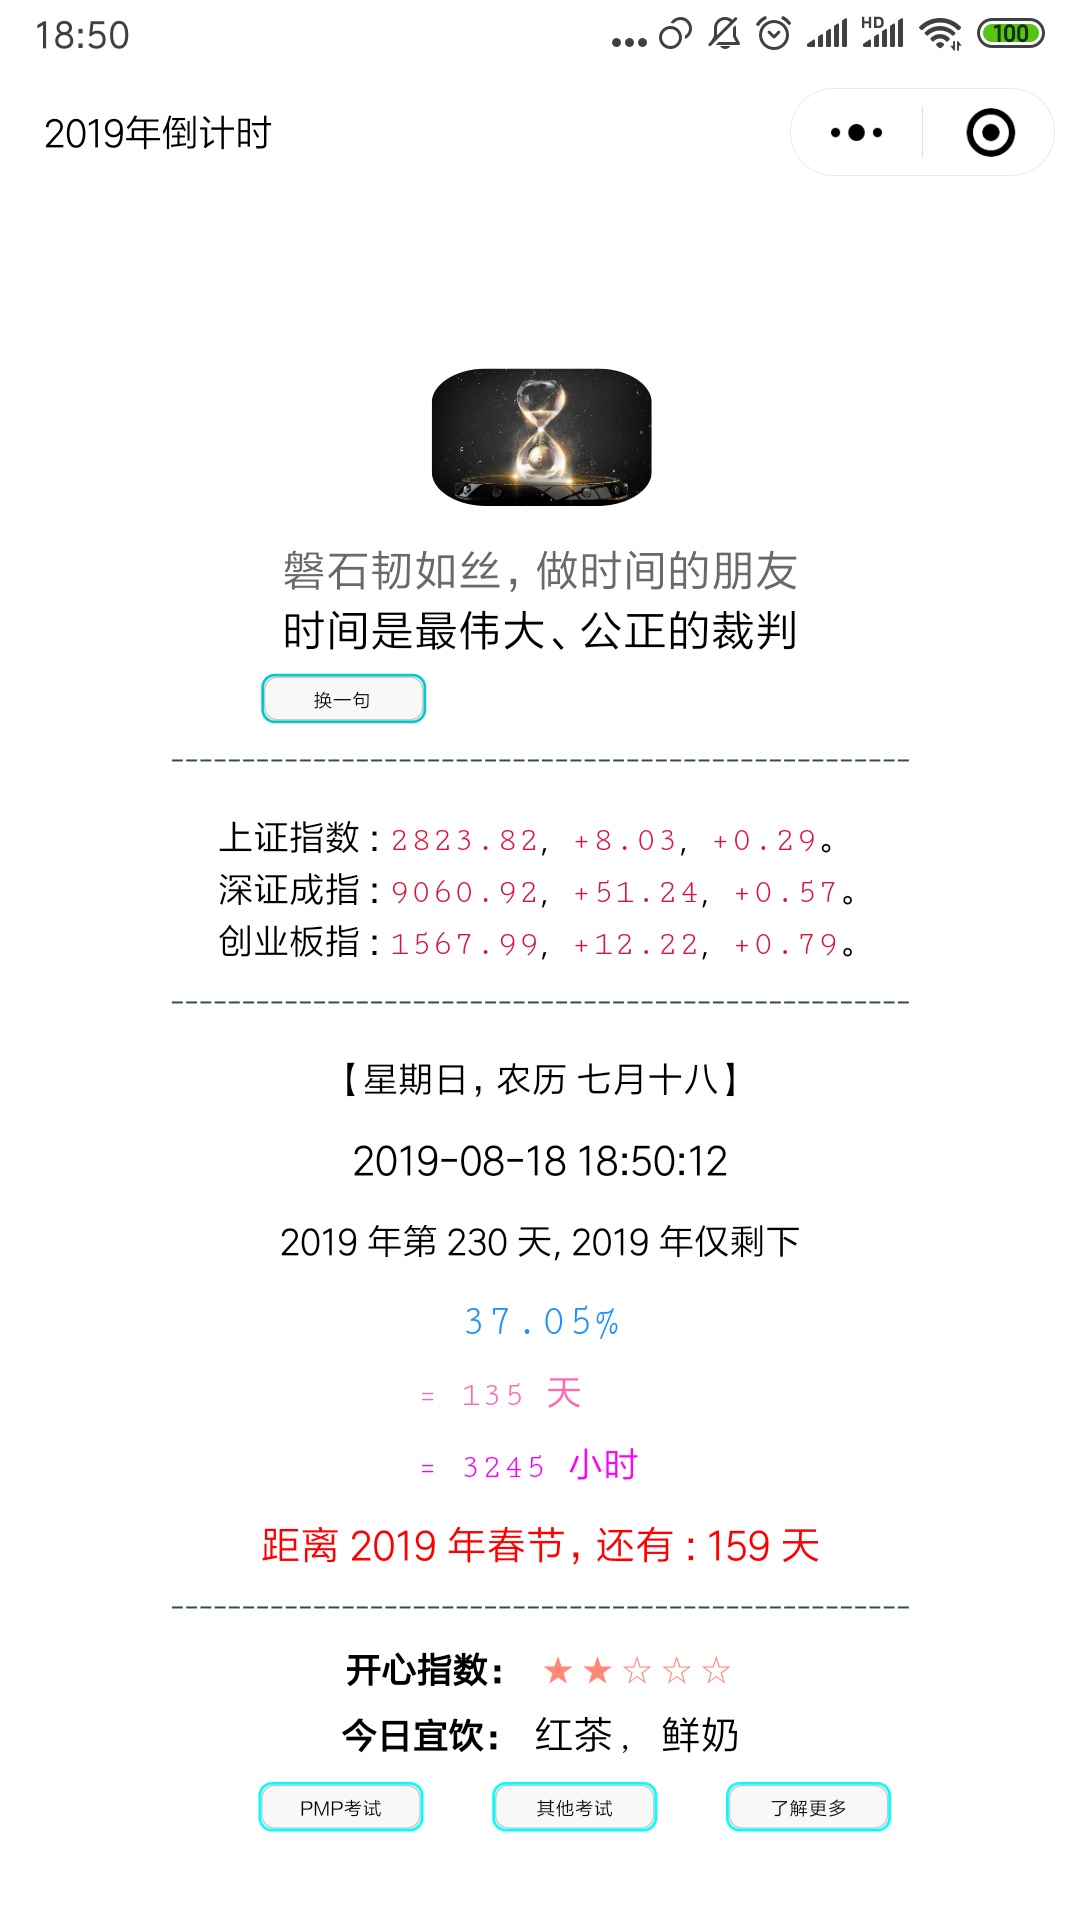 18:50
HD
100
2019年倒计时
磐石韧如丝，做时间的朋友
时间是最伟大、公正的裁判
换一句
----------------------------------------------------
上证指数：2823.82, +8.03, +0.29。
深证成指：9060.92, +51.24, +0.57。
创业板指：1567.99, +12.22, +0.79。
----------------------------------------------------
【星期日，农历 七月十八】
2019-08-18 18:50:12
2019 年第 230 天, 2019 年仅剩下
37.05%
= 135 天
= 3245 小时
距离 2019 年春节，还有：159 天
----------------------------------------------------
开心指数： ★★☆☆☆
今日宜饮： 红茶， 鲜奶
PMP考试 其他考试 了解更多